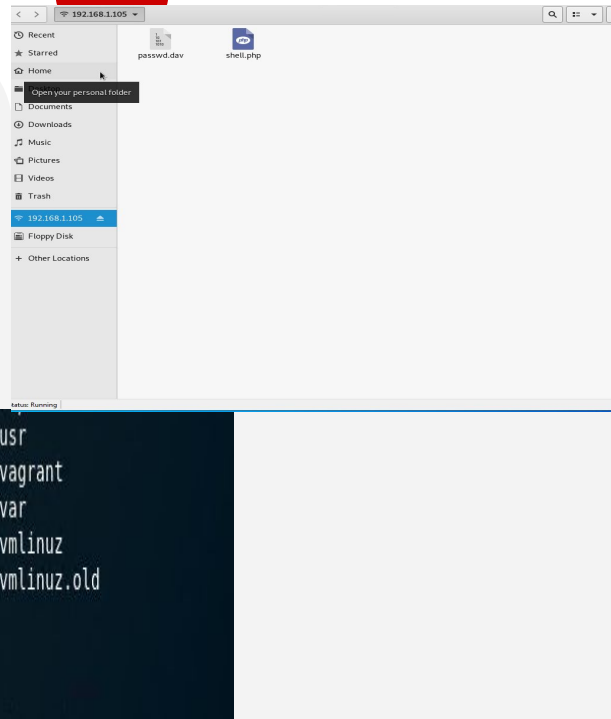 192.168.1.105
Recent
Starred
passwd.dav
shell.php
Home
Open your personal folder
Documents
Downloads
Music
Pictures
Videos
Trash
192.168.1.105
Floppy Disk
+ Other Locations
tatus: Running
usr
vagrant
var
vmlinuz
vmlinuz.old